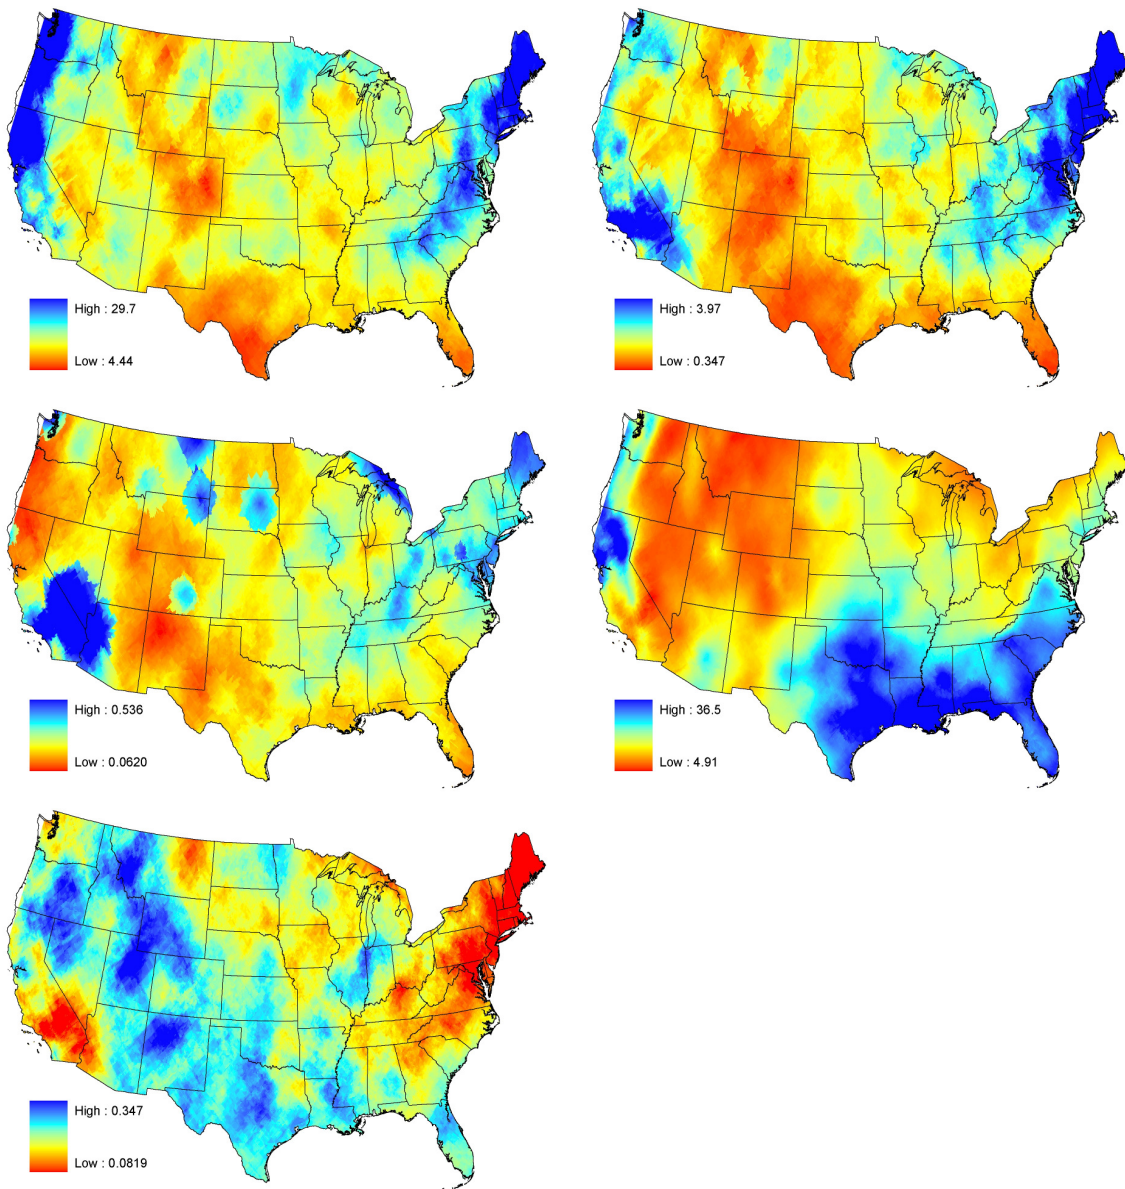 High : 29.7
Low : 4.44
High : 3.97
Low : 0.347
High : 0.536
Low : 0.0620
High : 36.5
Low : 4.91
High : 0.347
Low : 0.0819